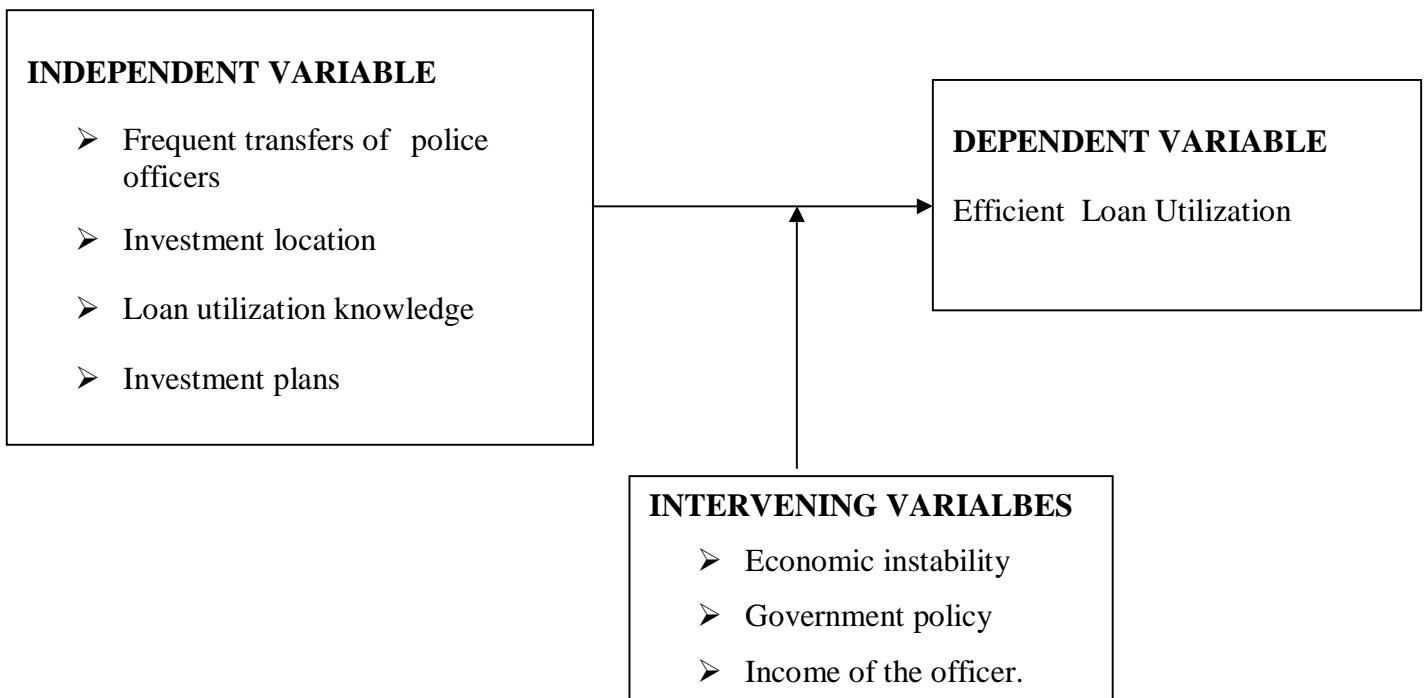 INDEPENDENT VARIABLE
➢ Frequent transfers of police
officers
➢ Investment location
➢ Loan utilization knowledge
➢ Investment plans
DEPENDENT VARIABLE
Efficient Loan Utilization
INTERVENING VARIALBES
➢ Economic instability
➢ Government policy
➢ Income of the officer.